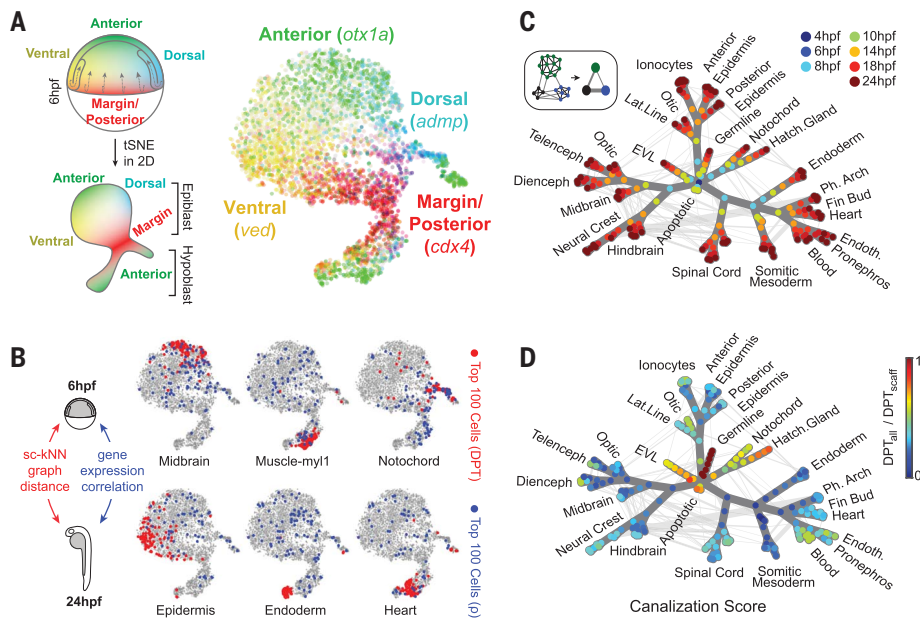 A
Anterior
Ventral
Dorsal
6hpf
Margin/
Posterior
tSNE
in 2D
Anterior
Dorsal
Margin
Ventral
Anterior
Epiblast
Hypoblast
Anterior (otx1a)
Dorsal
(admp)
Ventral
(ved)
Margin/
Posterior
(cdx4)
B
6hpf
sc-kNN
graph
distance
gene
expression
correlation
24hpf
Midbrain
Muscle-myl1
Notochord
Epidermis
Endoderm
Heart
Top 100 Cells (DPT)
Top 100 Cells (p)
C
4hpf
6hpf
8hpf
10hpf
14hpf
18hpf
24hpf
Ionocytes
Anterior
Epidermis
Posterior
Epidermis
Otic
Lat.Line
Germline
Notochord
Hatch.Gland
EVL
Optic
Telenceph
Dienceph
Midbrain
Neural Crest
Hindbrain
Apoptotic
Spinal Cord
Somitic
Mesoderm
Endoderm
Ph. Arch
Fin Bud
Heart
Endoth.
Pronephros
Blood
D
Ionocytes
Anterior
Epidermis
Posterior
Epidermis
Otic
Lat.Line
Germline
Notochord
Hatch.Gland
EVL
Optic
Telenceph
Dienceph
Midbrain
Neural Crest
Hindbrain
Apoptotic
Spinal Cord
Somitic
Mesoderm
Endoderm
Ph. Arch
Fin Bud
Heart
Endoth.
Pronephros
Blood
DPTall / DPTscaff
1
0
Canalization Score